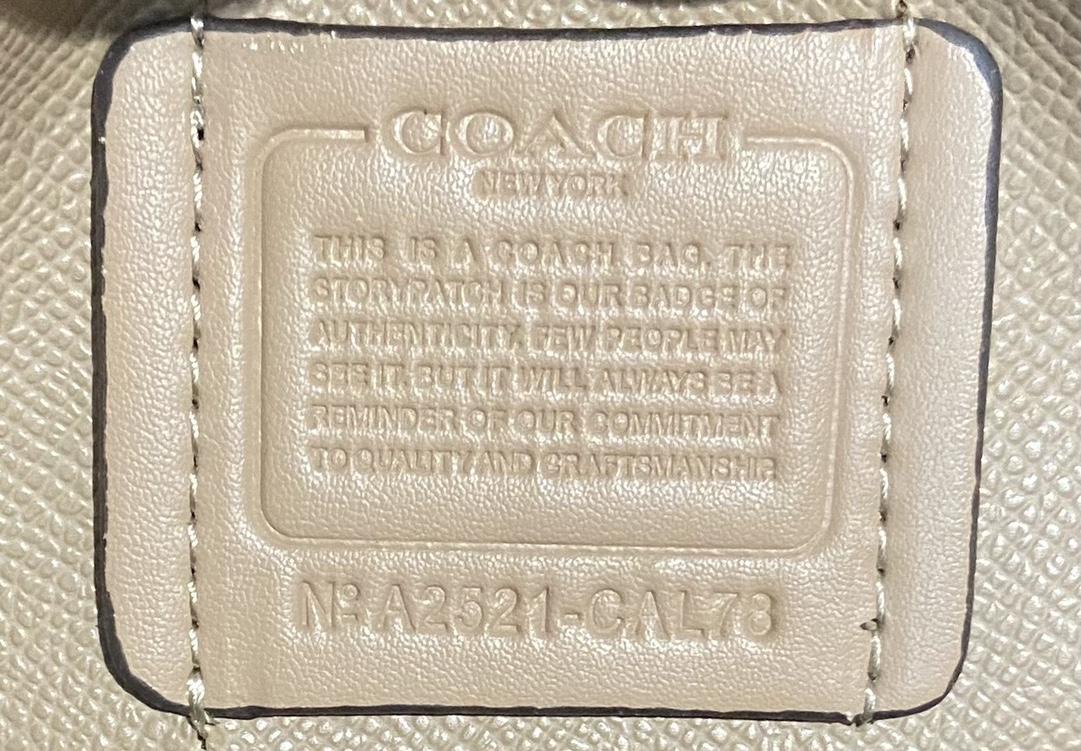 COACH
NEW YORK
THIS IS A COACH BAG. THE
STORYPATCH IS OUR BADGE OF
AUTHENTICITY. FEW PEOPLE MAY
SEE IT. BUT IT WILL ALWAYS BE A
REMINDER OF OUR COMMITMENT
TO QUALITY AND CRAFTSMANSHIP.
Nº A2521-CAL78